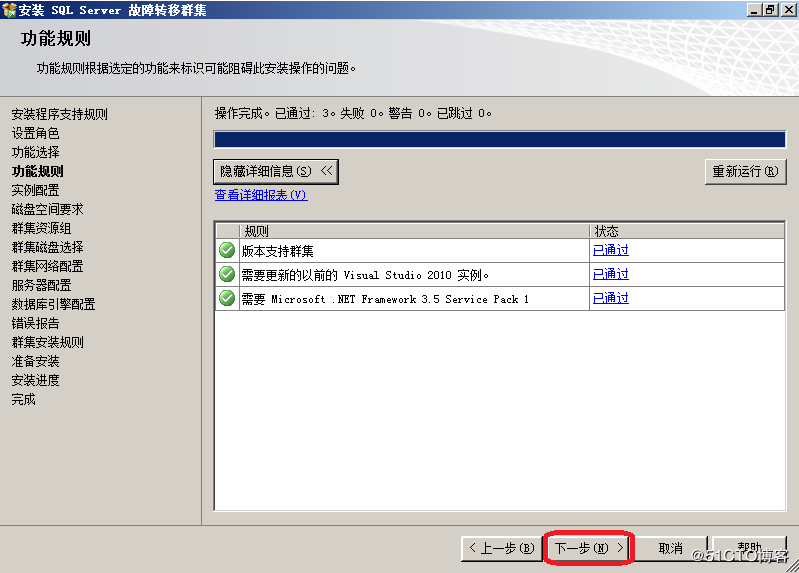 安装 SQL Server 故障转移群集
功能规则
功能规则根据选定的功能来标识可能阻碍此安装操作的问题。
安装程序支持规则
设置角色
功能选择
功能规则
实例配置
磁盘空间要求
群集资源组
群集磁盘选择
群集网络配置
服务器配置
数据库引擎配置
错误报告
群集安装规则
准备安装
安装进度
完成
操作完成。已通过: 3。失败 0。警告 0。已跳过 0。
隐藏详细信息(S) <<
重新运行(R)
查看详细报表(V)
规则 状态
版本支持群集 已通过
需要更新的以前的 Visual Studio 2010 实例。 已通过
需要 Microsoft .NET Framework 3.5 Service Pack 1 已通过
< 上一步(B) 下一步(N) > 取消 帮助
@51CTO博客